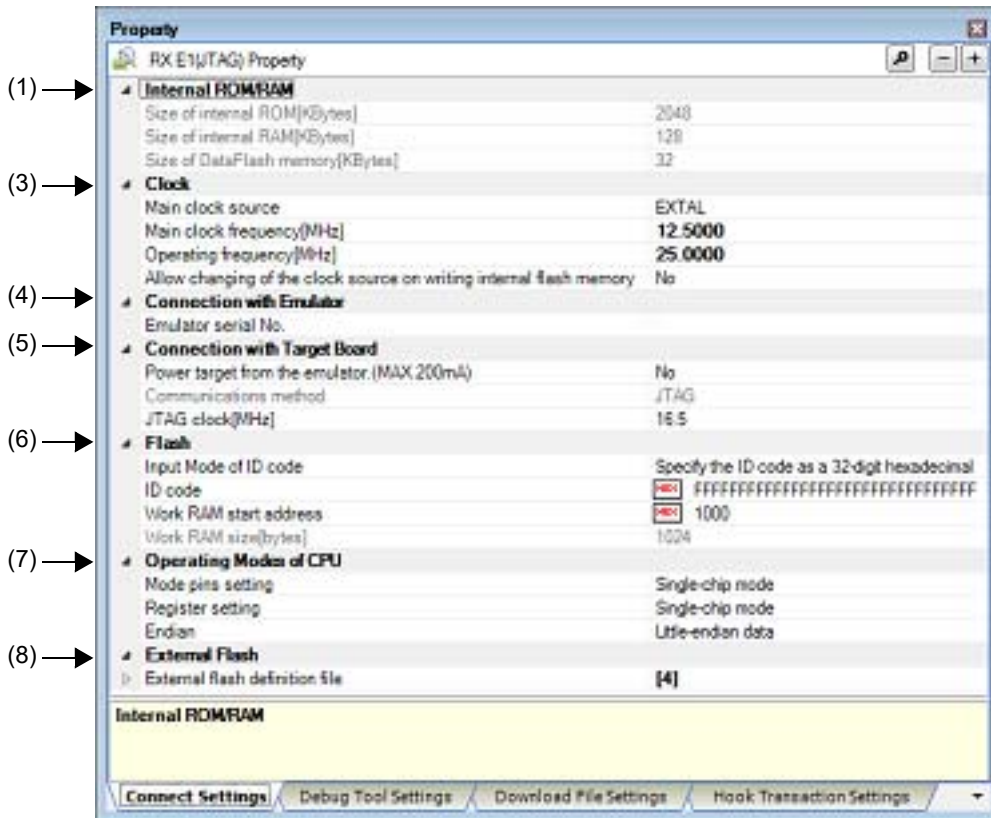 Property
RX E1(JTAG) Property
(1) Internal ROM/RAM
Size of internal ROM[KBytes] 2048
Size of internal RAM[KBytes] 128
Size of DataFlash memory[KBytes] 32
(3) Clock
Main clock source EXTAL
Main clock frequency[MHz] 12.5000
Operating frequency[MHz] 25.0000
Allow changing of the clock source on writing internal flash memory No
(4) Connection with Emulator
Emulator serial No.
(5) Connection with Target Board
Power target from the emulator.(MAX 200mA) No
Communications method JTAG
JTAG clock[MHz] 16.5
(6) Flash
Input Mode of ID code Specify the ID code as a 32-digit hexadecimal
ID code HEX FFFFFFFFFFFFFFFFFFFFFFFFFFFFFFFF
Work RAM start address HEX 1000
Work RAM size[bytes] 1024
(7) Operating Modes of CPU
Mode pins setting Single-chip mode
Register setting Single-chip mode
Endian Little-endian data
(8) External Flash
External flash definition file [4]
Internal ROM/RAM
Connect Settings Debug Tool Settings Download File Settings Hook Transaction Settings